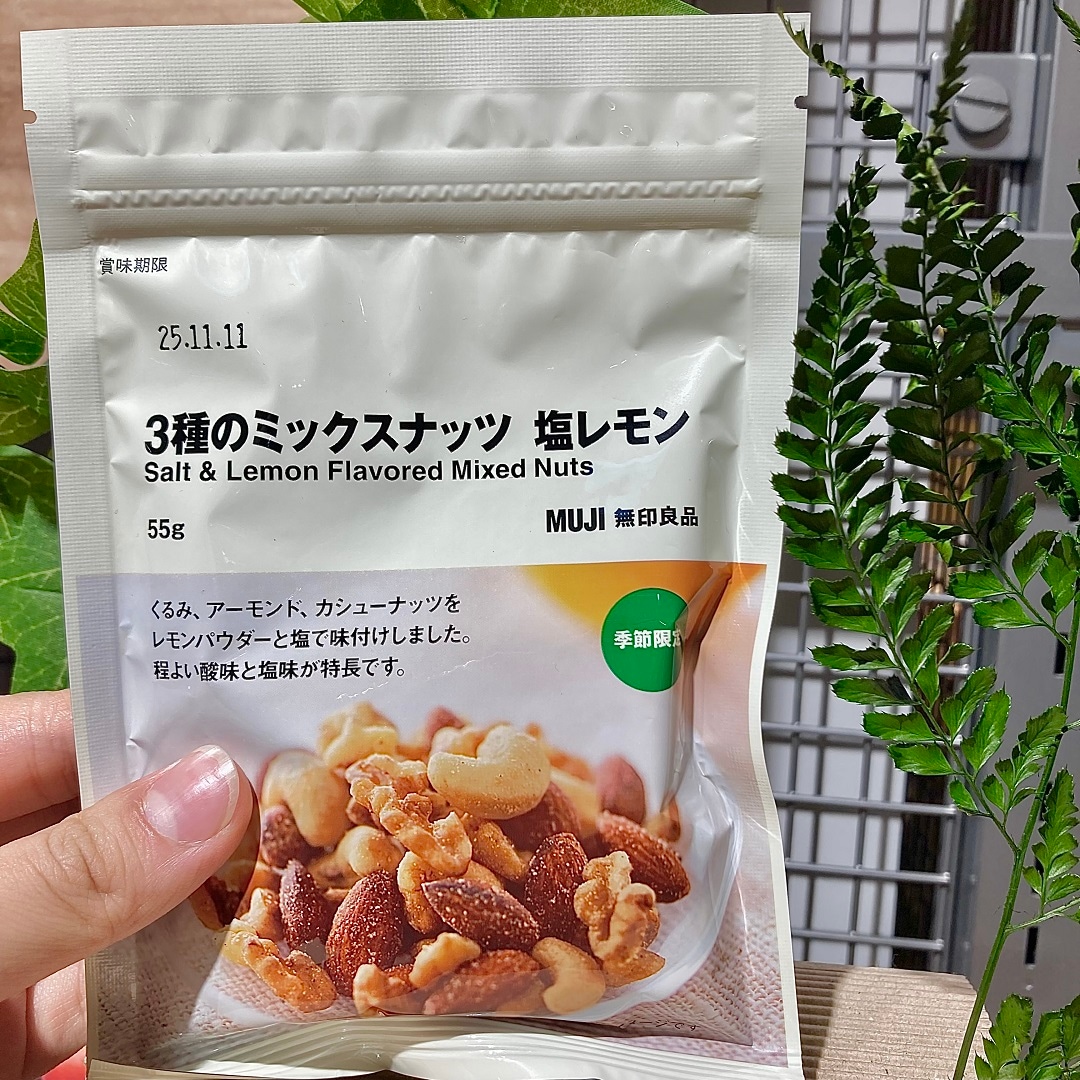 賞味期限
25.11.11
3種のミックスナッツ 塩レモン
Salt & Lemon Flavored Mixed Nuts
55g
MUJI 無印良品
くるみ、アーモンド、カシューナッツを
レモンパウダーと塩で味付けしました。
程よい酸味と塩味が特長です。
季節限定